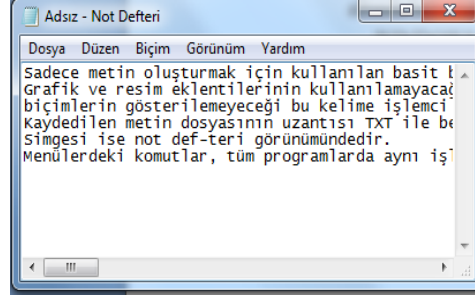 Adsız - Not Defteri
Dosya Düzen Biçim Görünüm Yardım
Sadece metin oluşturmak için kullanılan basit b
Grafik ve resim eklentilerinin kullanılamayacağ
biçimlerin gösterilemeyeceği bu kelime işlemci
Kaydedilen metin dosyasının uzantısı TXT ile be
Simgesi ise not def-teri görünümündedir.
Menülerdeki komutlar, tüm programlarda aynı iş